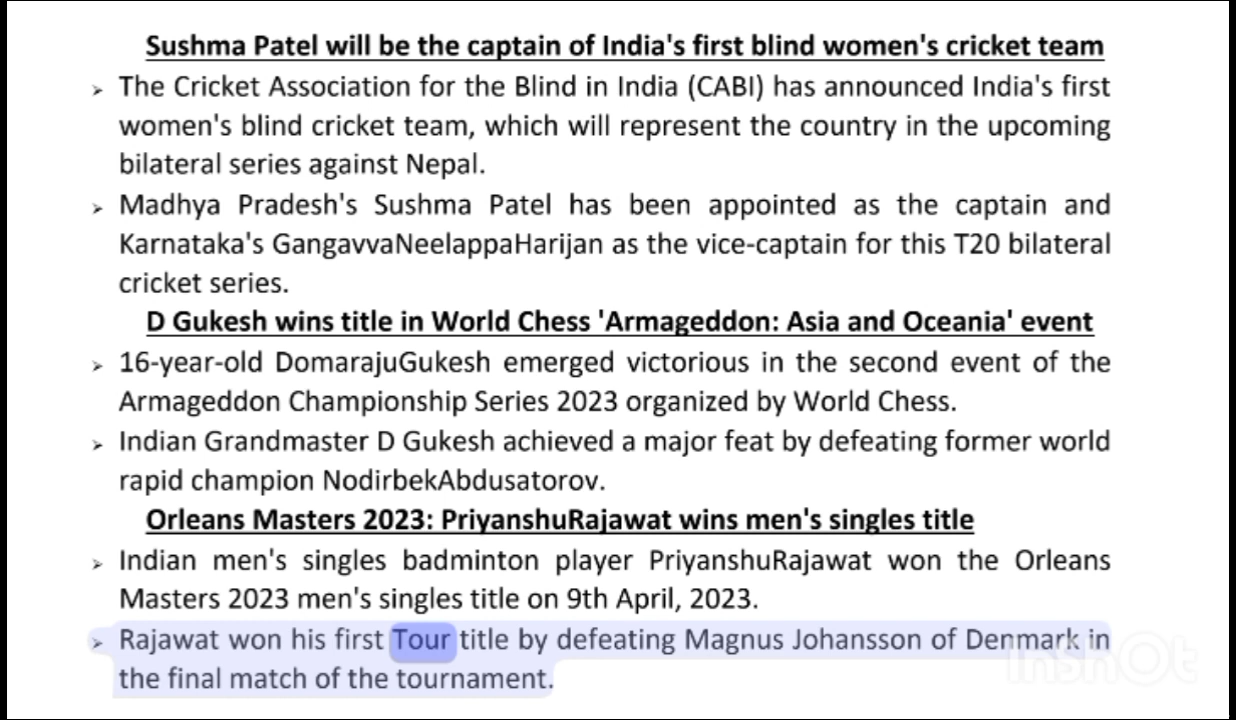 Sushma Patel will be the captain of India's first blind women's cricket team
➢ The Cricket Association for the Blind in India (CABI) has announced India's first
women's blind cricket team, which will represent the country in the upcoming
bilateral series against Nepal.
➢ Madhya Pradesh's Sushma Patel has been appointed as the captain and
Karnataka's GangavvaNeelappaHarijan as the vice-captain for this T20 bilateral
cricket series.
D Gukesh wins title in World Chess 'Armageddon: Asia and Oceania' event
➢ 16-year-old DomarajuGukesh emerged victorious in the second event of the
Armageddon Championship Series 2023 organized by World Chess.
➢ Indian Grandmaster D Gukesh achieved a major feat by defeating former world
rapid champion NodirbekAbdusatorov.
Orleans Masters 2023: PriyanshuRajawat wins men's singles title
➢ Indian men's singles badminton player PriyanshuRajawat won the Orleans
Masters 2023 men's singles title on 9th April, 2023.
➢ Rajawat won his first Tour title by defeating Magnus Johansson of Denmark in
the final match of the tournament.
InShOt